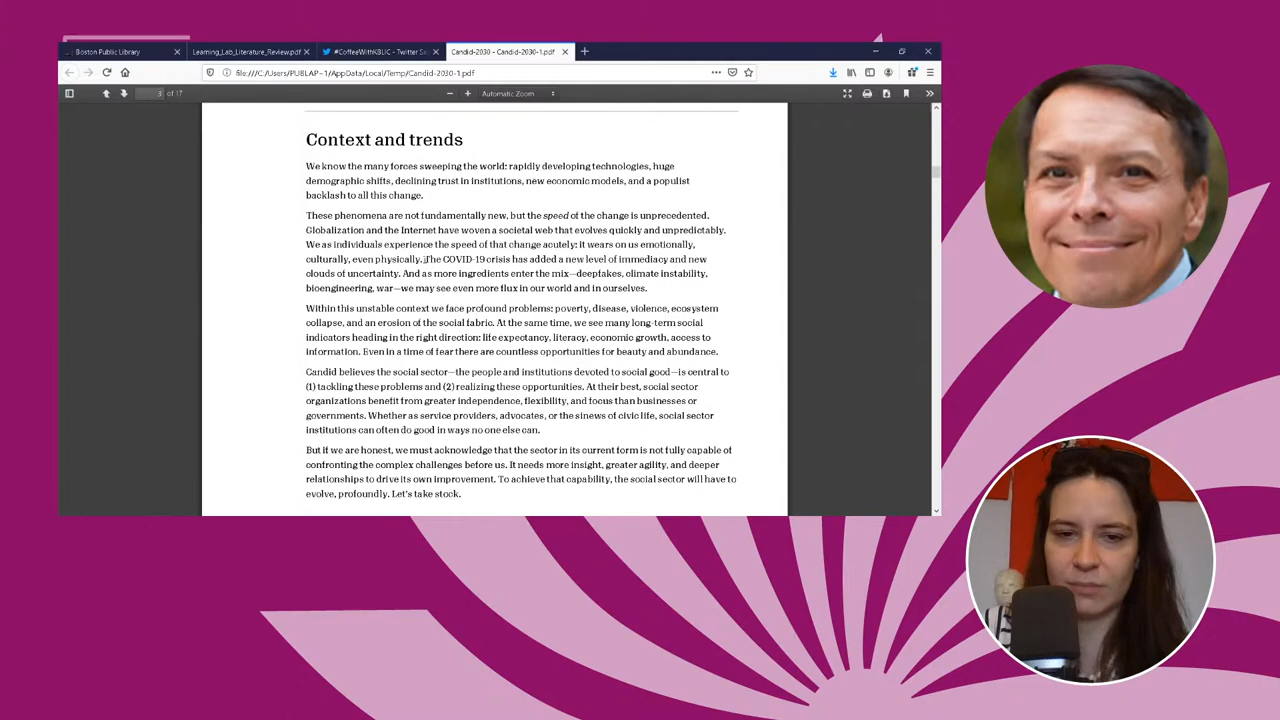 Boston Public Library
Learning_Lab_Literature_Review.pdf
#CoffeeWithKBLIC - Twitter Se
Candid-2030 - Candid-2030-1.pdf
file:///C:/Users/PUBLAP~1/AppData/Local/Temp/Candid-2030-1.pdf
3 of 17
Automatic Zoom
Context and trends
We know the many forces sweeping the world: rapidly developing technologies, huge
demographic shifts, declining trust in institutions, new economic models, and a populist
backlash to all this change.
These phenomena are not fundamentally new, but the speed of the change is unprecedented.
Globalization and the Internet have woven a societal web that evolves quickly and unpredictably.
We as individuals experience the speed of that change acutely: it wears on us emotionally,
culturally, even physically. The COVID-19 crisis has added a new level of immediacy and new
clouds of uncertainty. And as more ingredients enter the mix—deepfakes, climate instability,
bioengineering, war—we may see even more flux in our world and in ourselves.
Within this unstable context we face profound problems: poverty, disease, violence, ecosystem
collapse, and an erosion of the social fabric. At the same time, we see many long-term social
indicators heading in the right direction: life expectancy, literacy, economic growth, access to
information. Even in a time of fear there are countless opportunities for beauty and abundance.
Candid believes the social sector—the people and institutions devoted to social good—is central to
(1) tackling these problems and (2) realizing these opportunities. At their best, social sector
organizations benefit from greater independence, flexibility, and focus than businesses or
governments. Whether as service providers, advocates, or the sinews of civic life, social sector
institutions can often do good in ways no one else can.
But if we are honest, we must acknowledge that the sector in its current form is not fully capable of
confronting the complex challenges before us. It needs more insight, greater agility, and deeper
relationships to drive its own improvement. To achieve that capability, the social sector will have to
evolve, profoundly. Let's take stock.